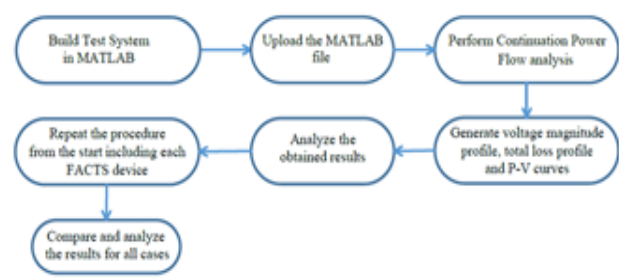 Build Test System
in MATLAB
Upload the MATLAB
file
Perform Continuation Power
Flow analysis
Generate voltage magnitude
profile, total loss profile
and P-V curves
Analyze the
obtained results
Repeat the procedure
from the start including each
FACTS device
Compare and analyze
the results for all cases